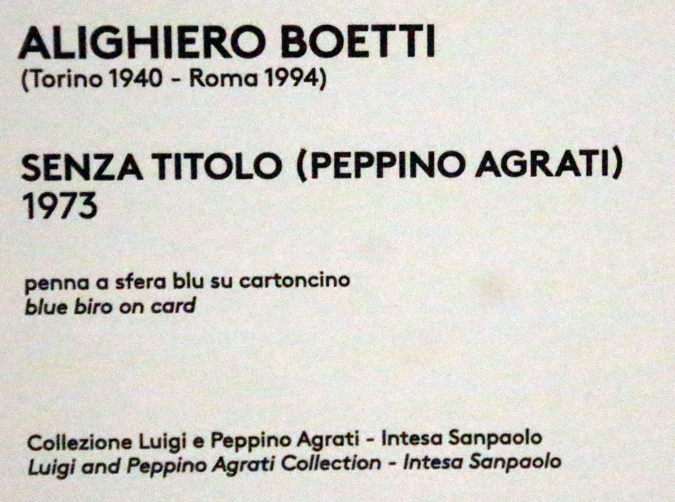 ALIGHIERO BOETTI
(Torino 1940 - Roma 1994)
SENZA TITOLO (PEPPINO AGRATI)
1973
penna a sfera blu su cartoncino
blue biro on card
Collezione Luigi e Peppino Agrati - Intesa Sanpaolo
Luigi and Peppino Agrati Collection - Intesa Sanpaolo